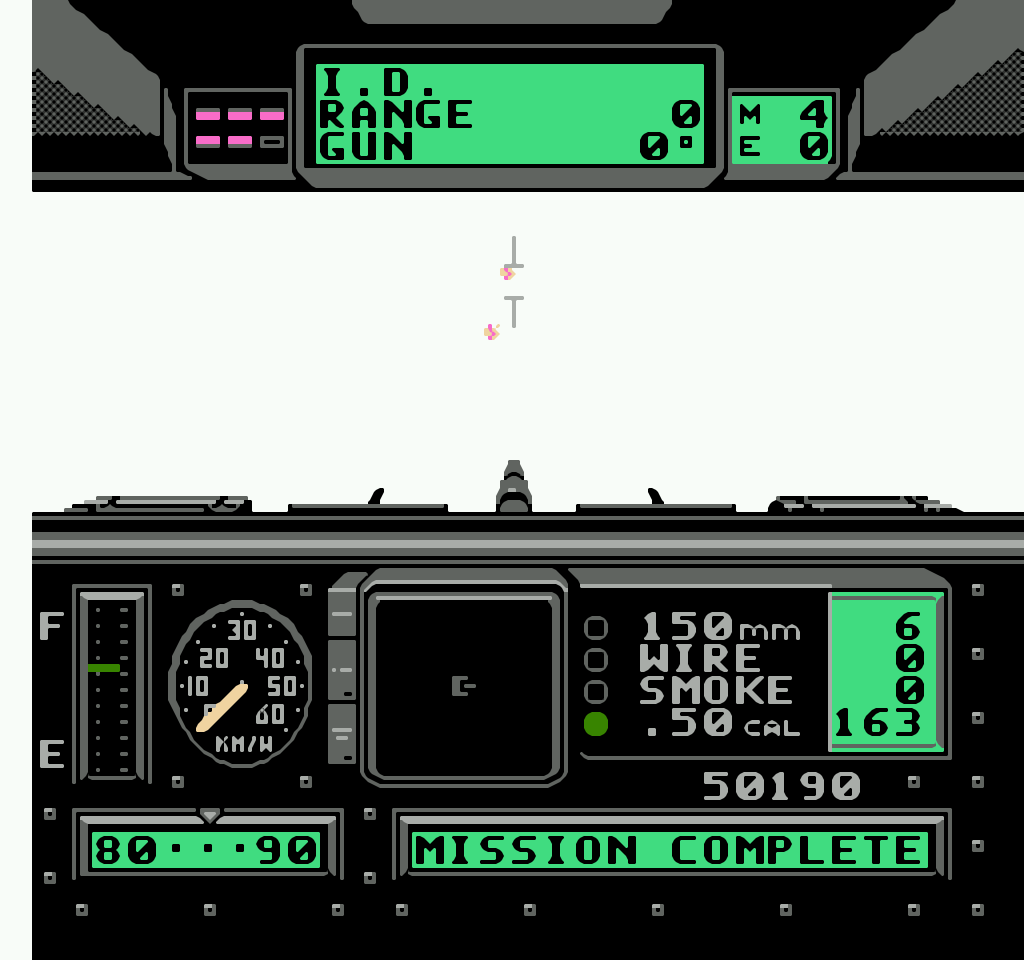 I.D.
RANGE 0
GUN 0°
M 4
E 0
F
E
30
20 40
10 50
0 60
KM/W
150mm 6
WIRE 0
SMOKE 0
.50 CAL 163
50190
80···90
MISSION COMPLETE